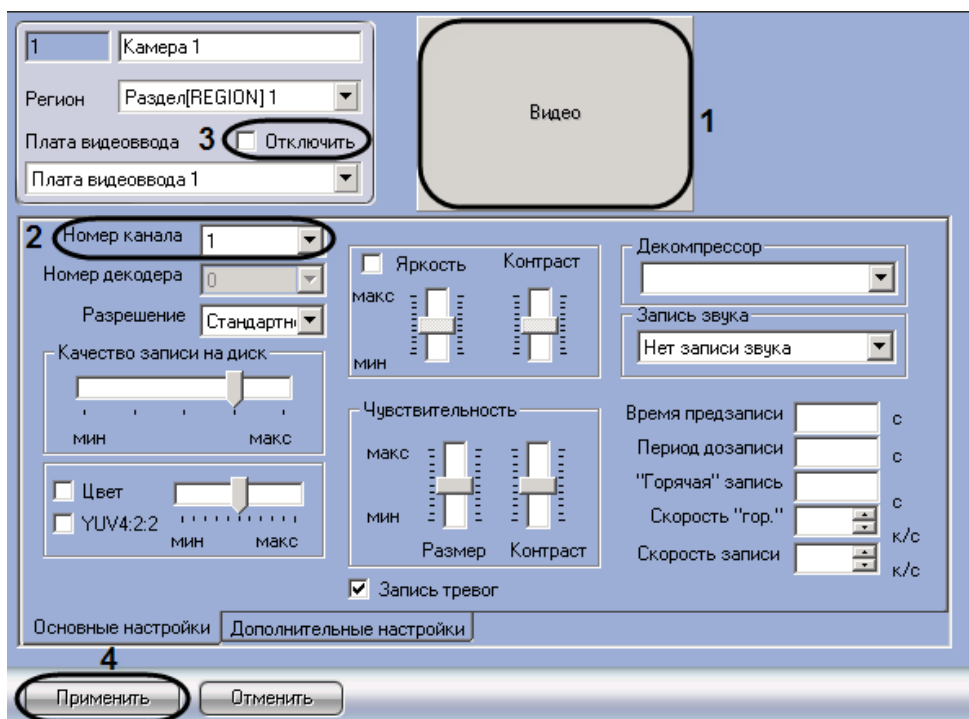 1
Камера 1
Регион
Раздел[REGION] 1
Плата видеоввода
3
Отключить
Плата видеоввода 1
Видео
1
2
Номер канала
1
Номер декодера
0
Разрешение
Стандартн
Качество записи на диск
мин
макс
Цвет
YUV4:2:2
мин
макс
Яркость
Контраст
макс
мин
Чувствительность
макс
мин
Размер
Контраст
Запись тревог
Декомпрессор
Запись звука
Нет записи звука
Время предзаписи
с
Период дозаписи
с
"Горячая" запись
с
Скорость "гор."
к/с
Скорость записи
к/с
Основные настройки
Дополнительные настройки
4
Применить
Отменить